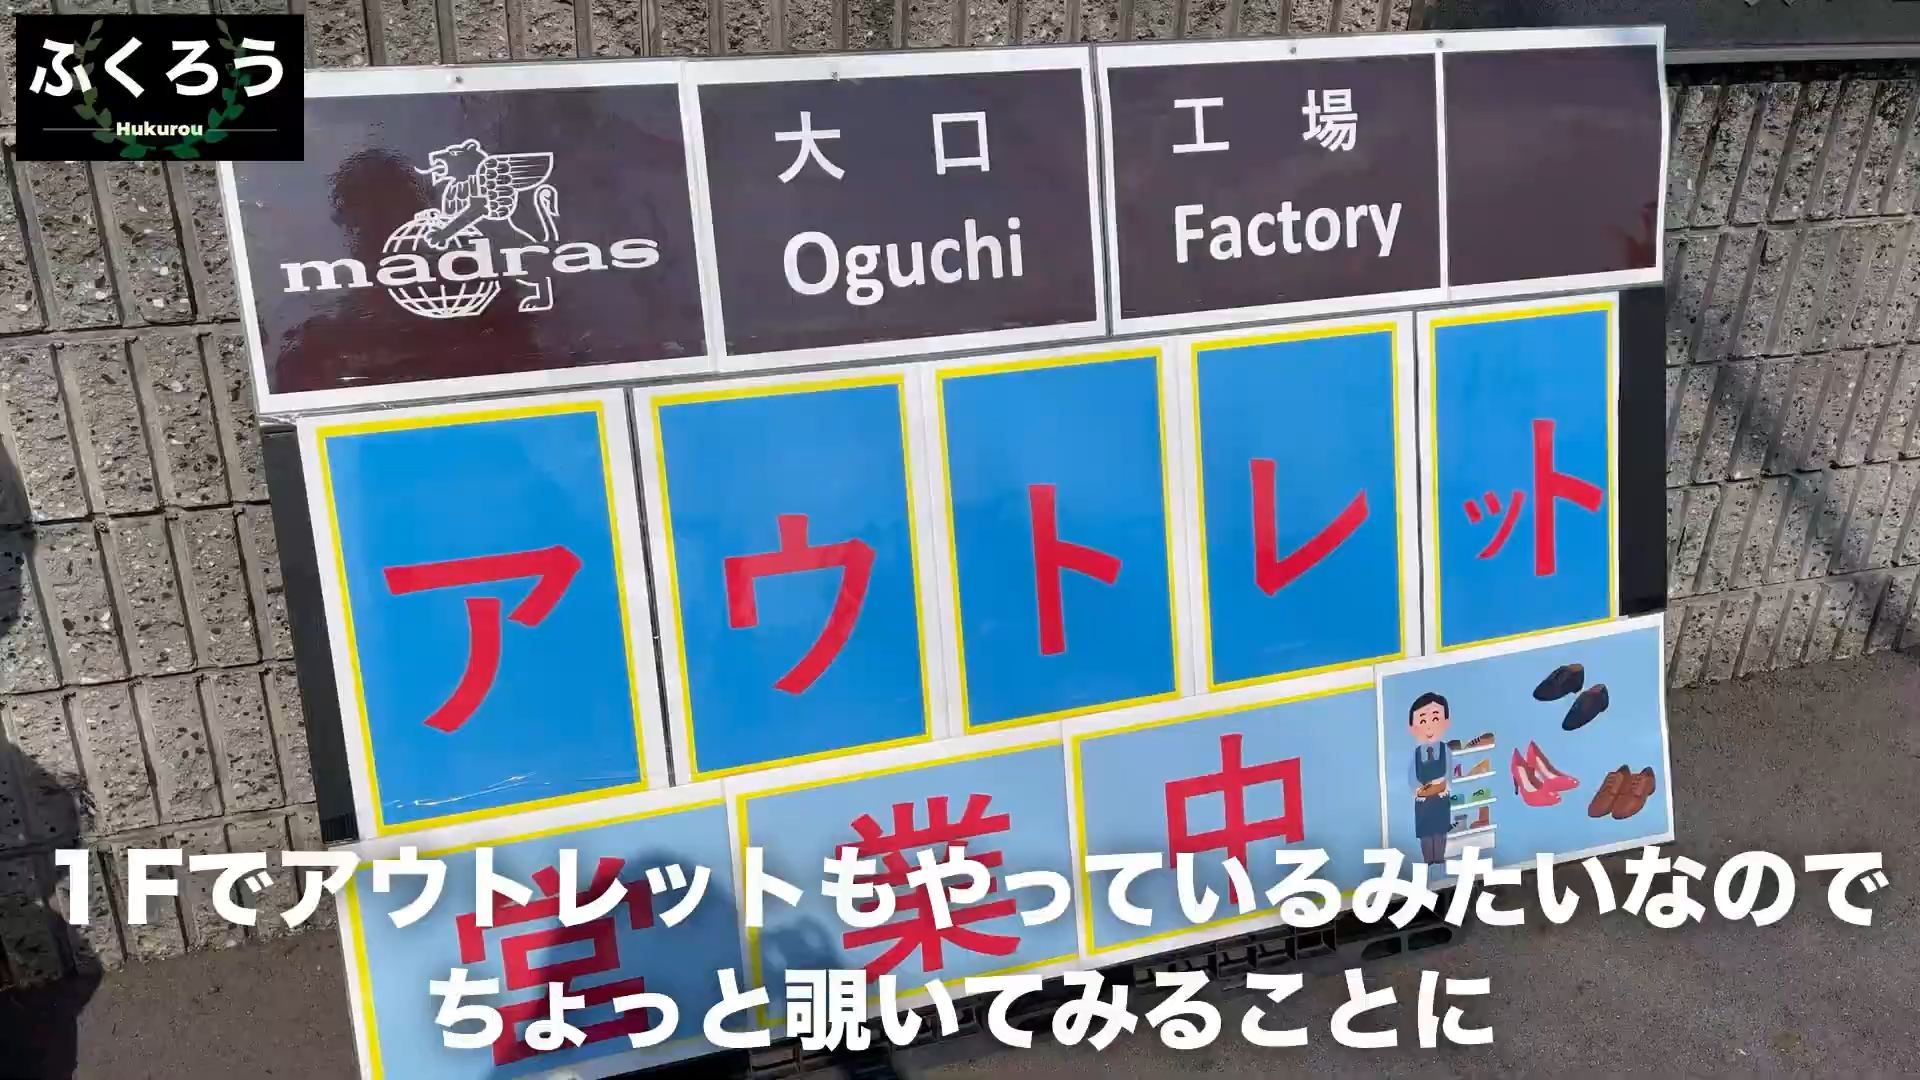 ふくろう
Hukurou
madras
大口
Oguchi
工場
Factory
アウトレット
営業中
1Fでアウトレットもやっているみたいなので
ちょっと覗いてみることに